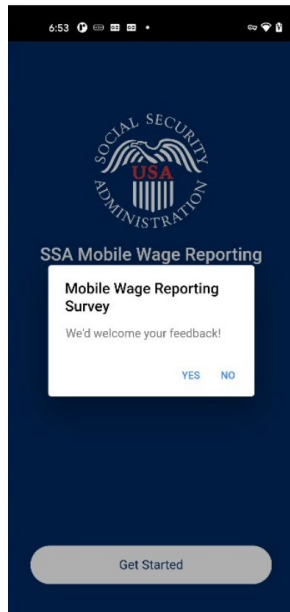 6:53
SOCIAL SECURITY
USA
ADMINISTRATION
SSA Mobile Wage Reporting
Mobile Wage Reporting
Survey
We'd welcome your feedback!
YES NO
Get Started